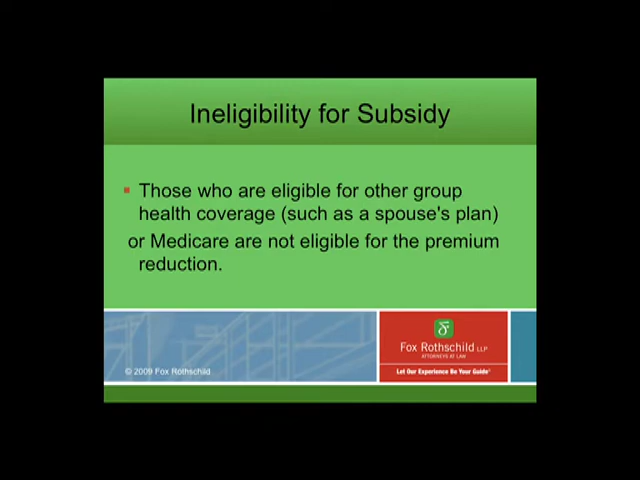 Ineligibility for Subsidy
Those who are eligible for other group
health coverage (such as a spouse's plan)
or Medicare are not eligible for the premium
reduction.
Fox Rothschild LLP
ATTORNEYS AT LAW
© 2009 Fox Rothschild
Let Our Experience Be Your Guide®